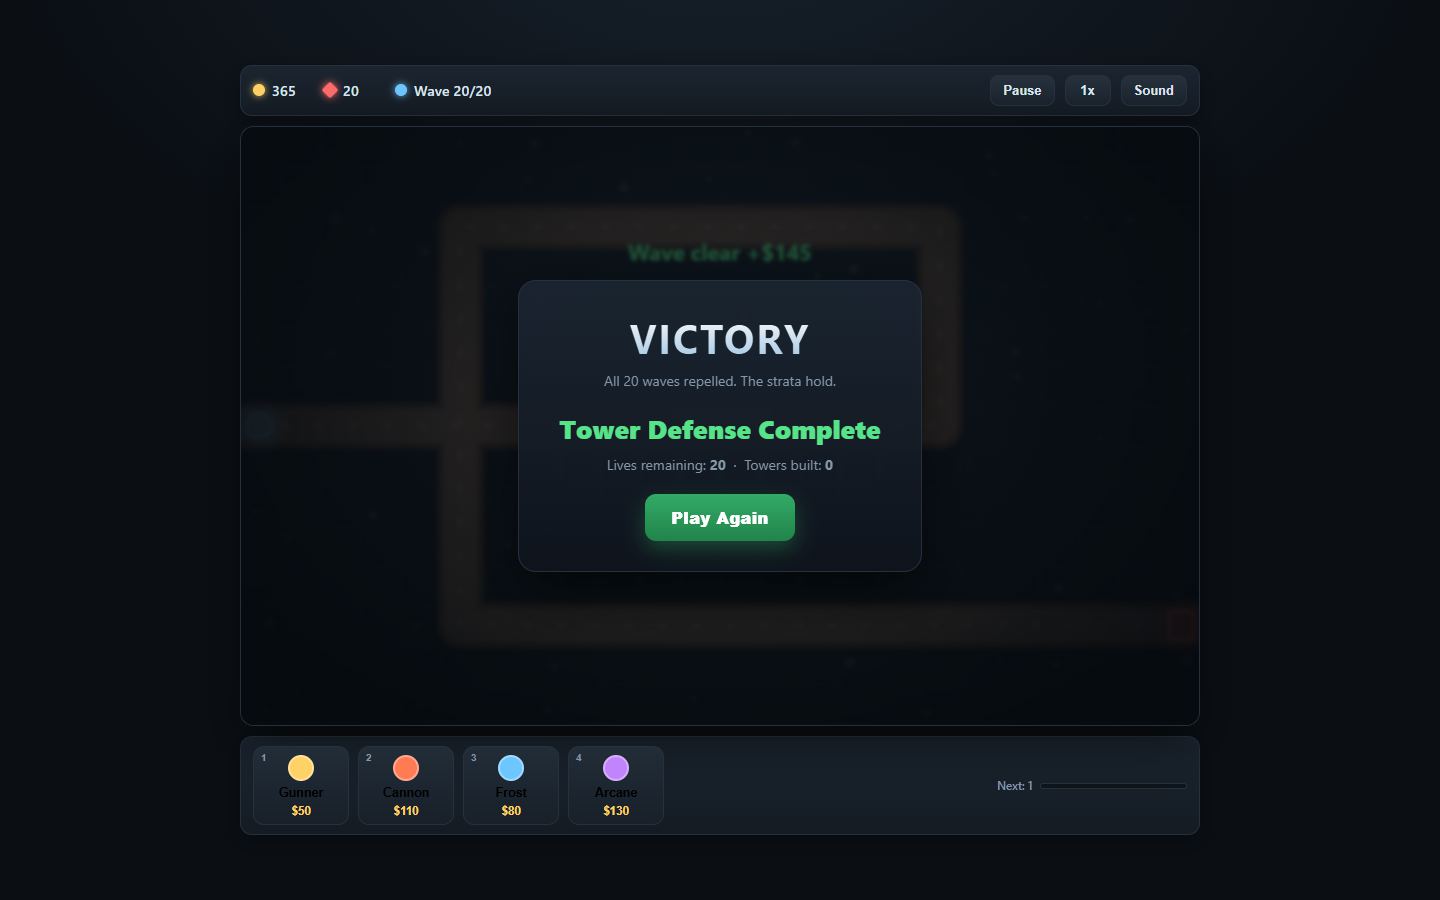 365 20 Wave 20/20 Pause 1x Sound
Wave clear +$145
VICTORY
All 20 waves repelled. The strata hold.
Tower Defense Complete
Lives remaining: 20 · Towers built: 0
Play Again
1 2 3 4
Gunner Cannon Frost Arcane
Next: 1
$50 $110 $80 $130